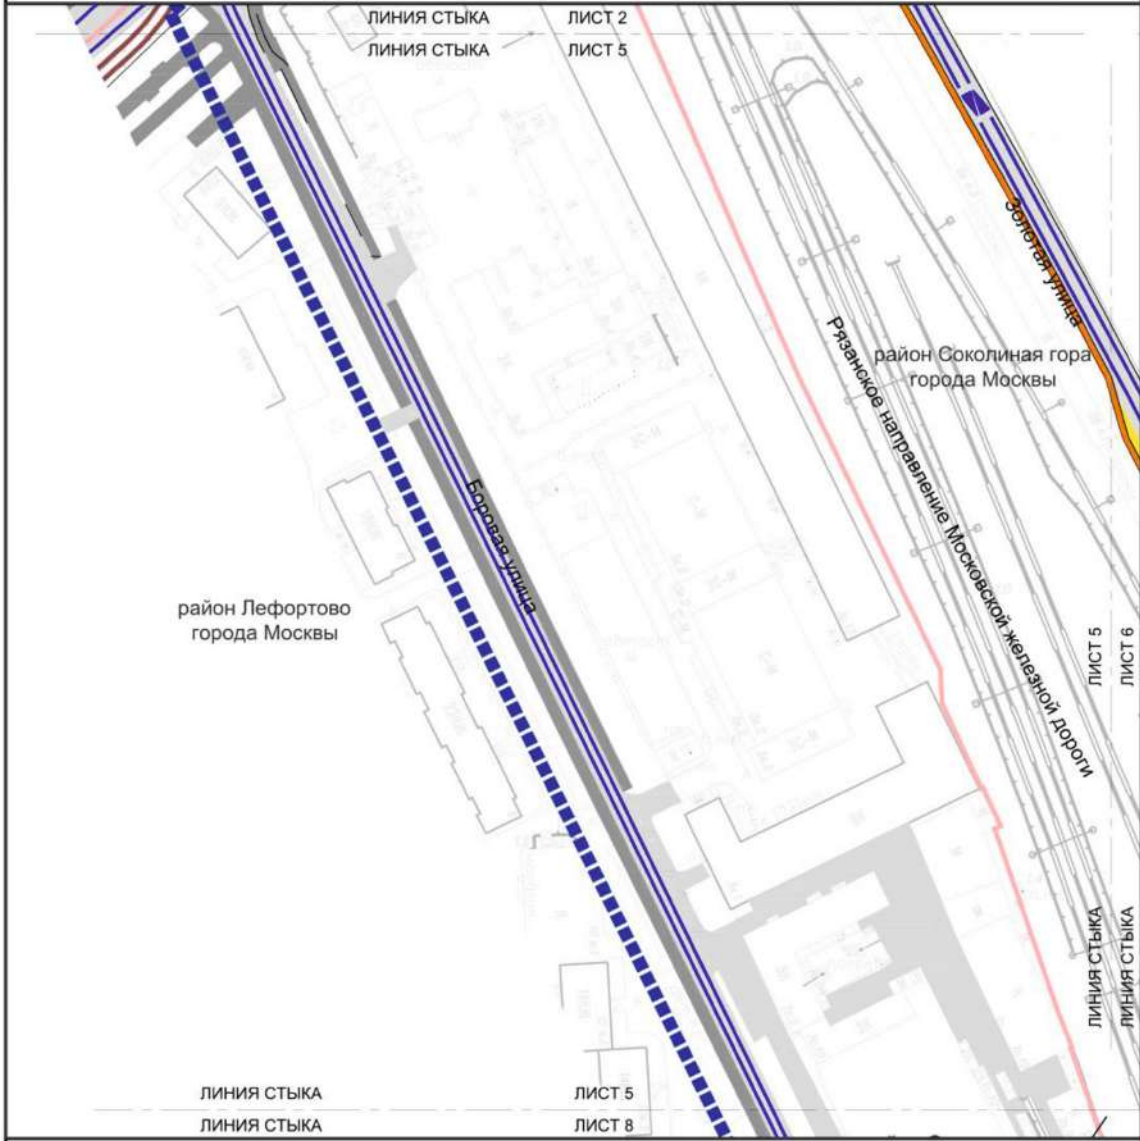 ЛИНИЯ СТЫКА ЛИСТ 2
ЛИНИЯ СТЫКА ЛИСТ 5
Золотая улица
район Соколиная гора
города Москвы
Рязанское направление Московской железной дороги
Боровая улица
район Лефортово
города Москвы
ЛИСТ 5
ЛИСТ 6
ЛИНИЯ СТЫКА
ЛИНИЯ СТЫКА
ЛИНИЯ СТЫКА ЛИСТ 5
ЛИНИЯ СТЫКА ЛИСТ 8